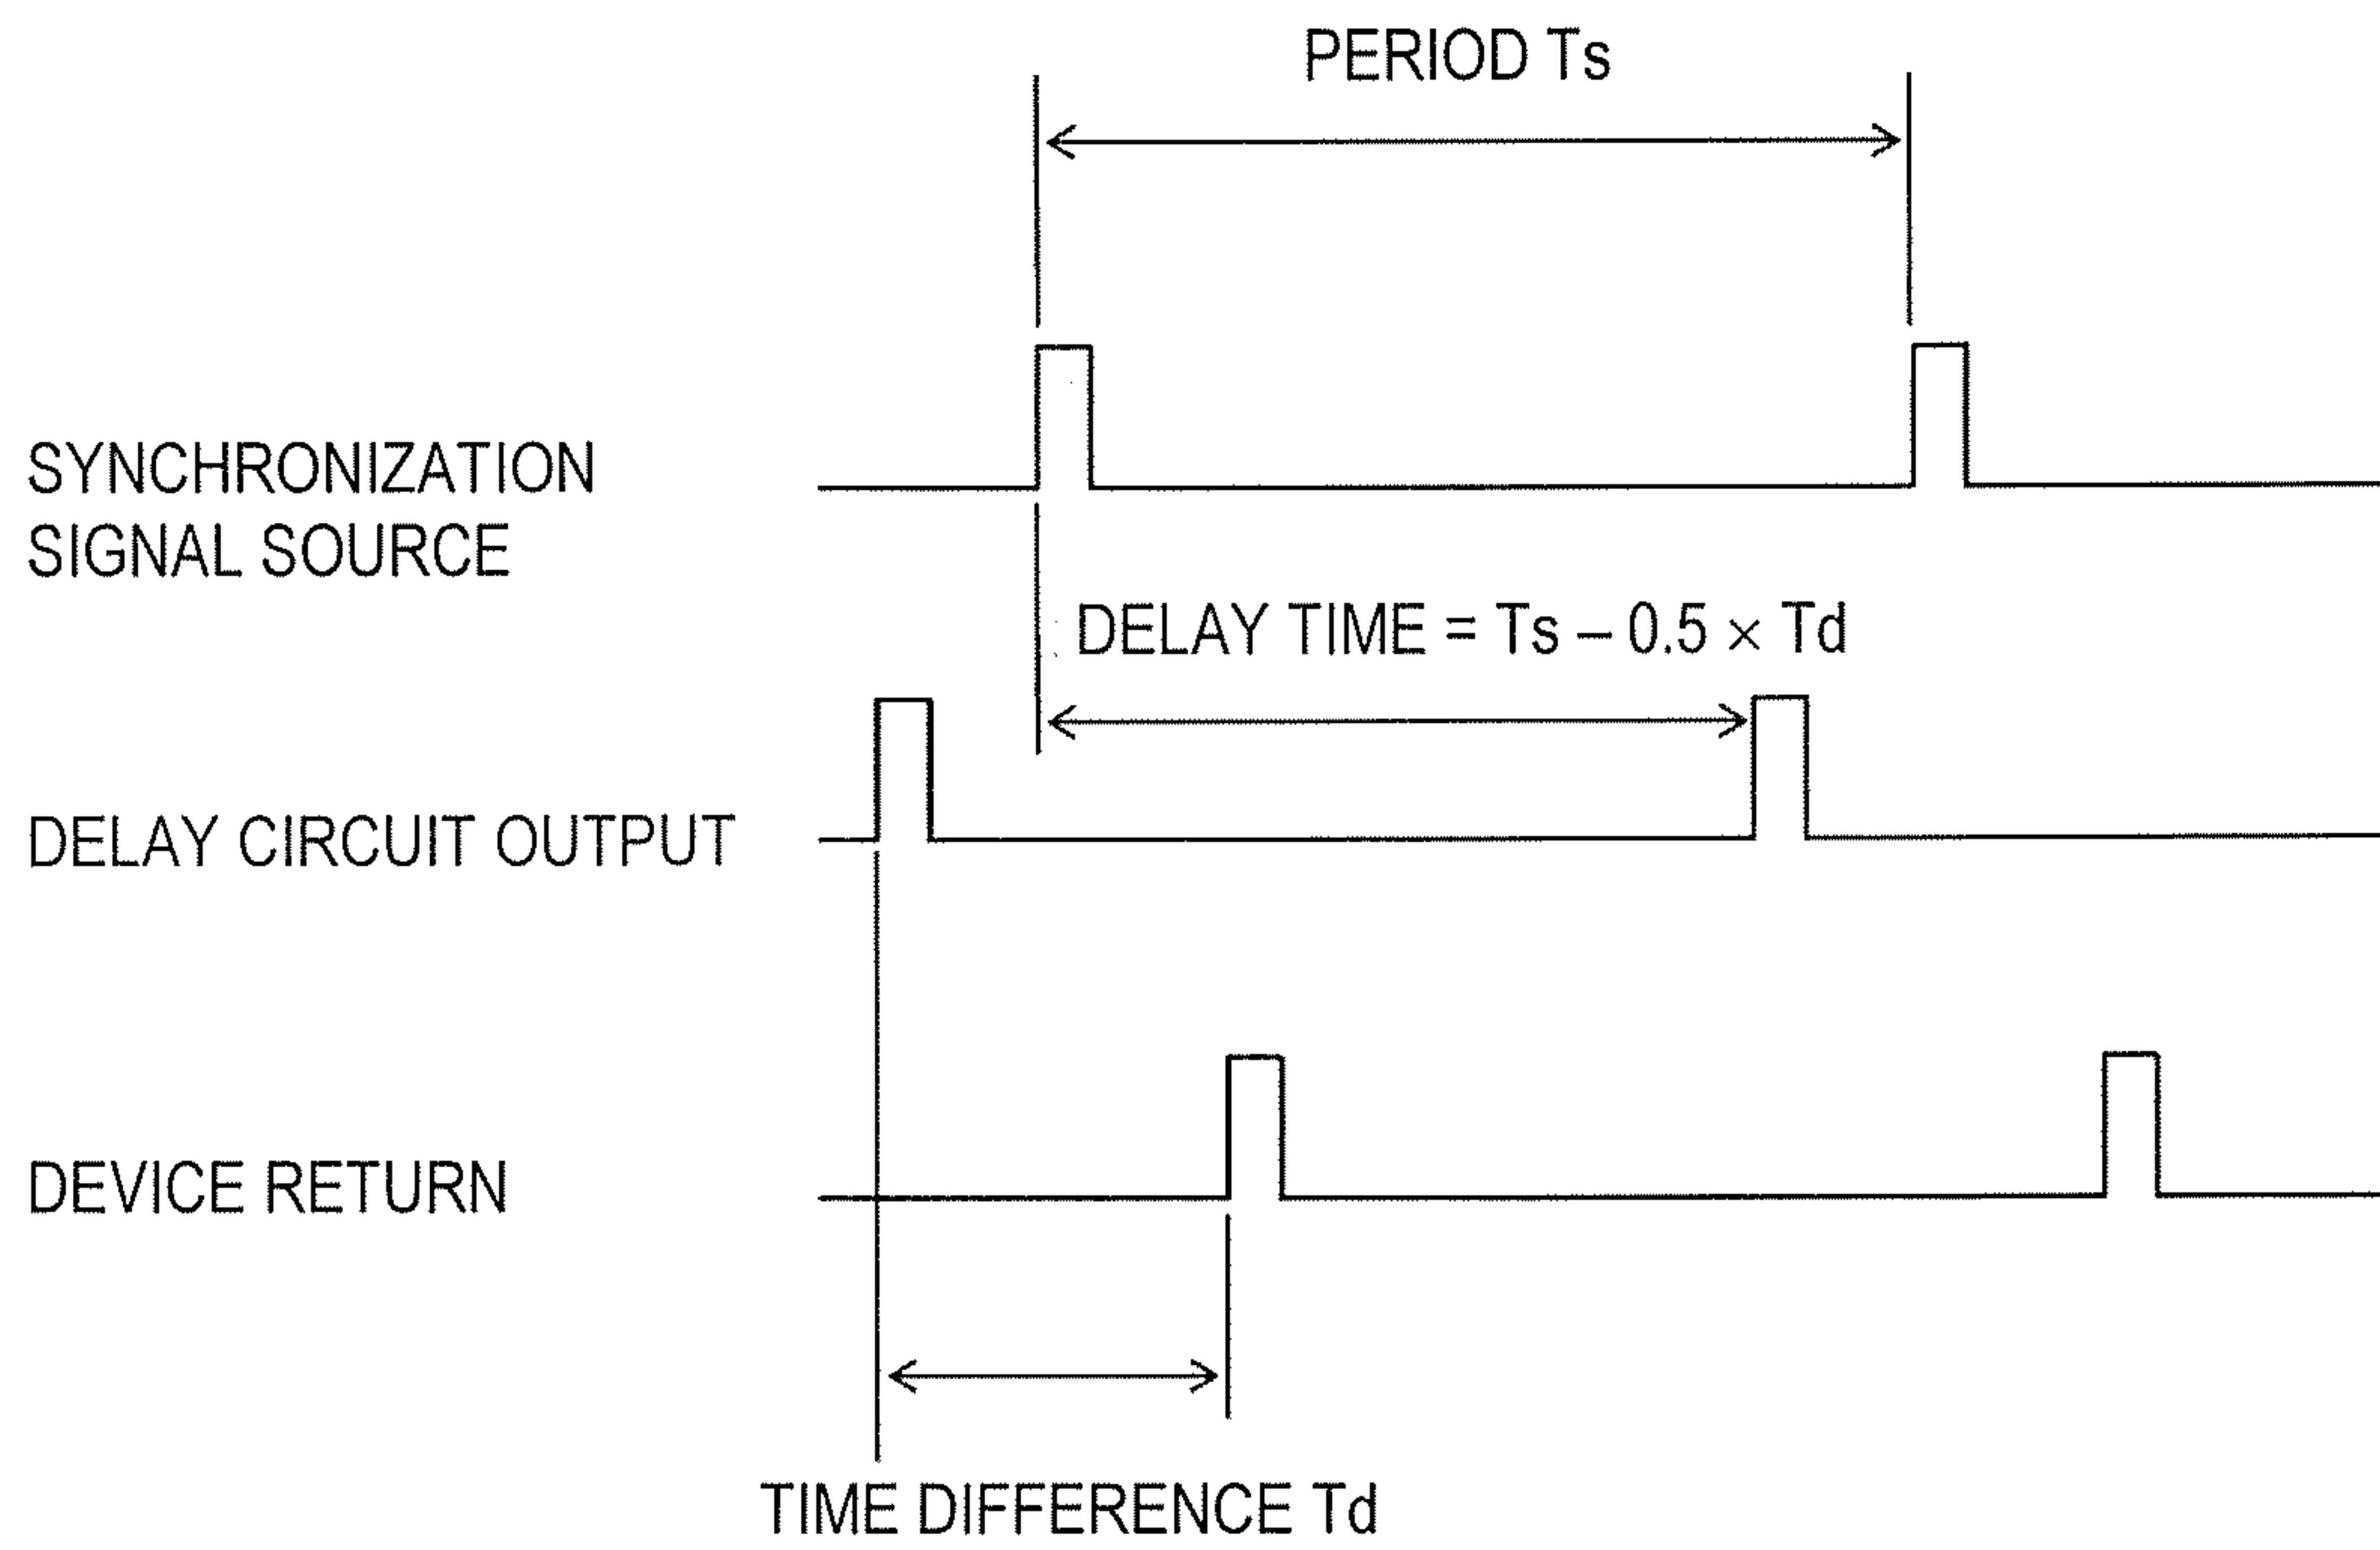 PERIOD Ts
SYNCHRONIZATION
SIGNAL SOURCE
DELAY TIME = Ts – 0.5 × Td
DELAY CIRCUIT OUTPUT
DEVICE RETURN
TIME DIFFERENCE Td